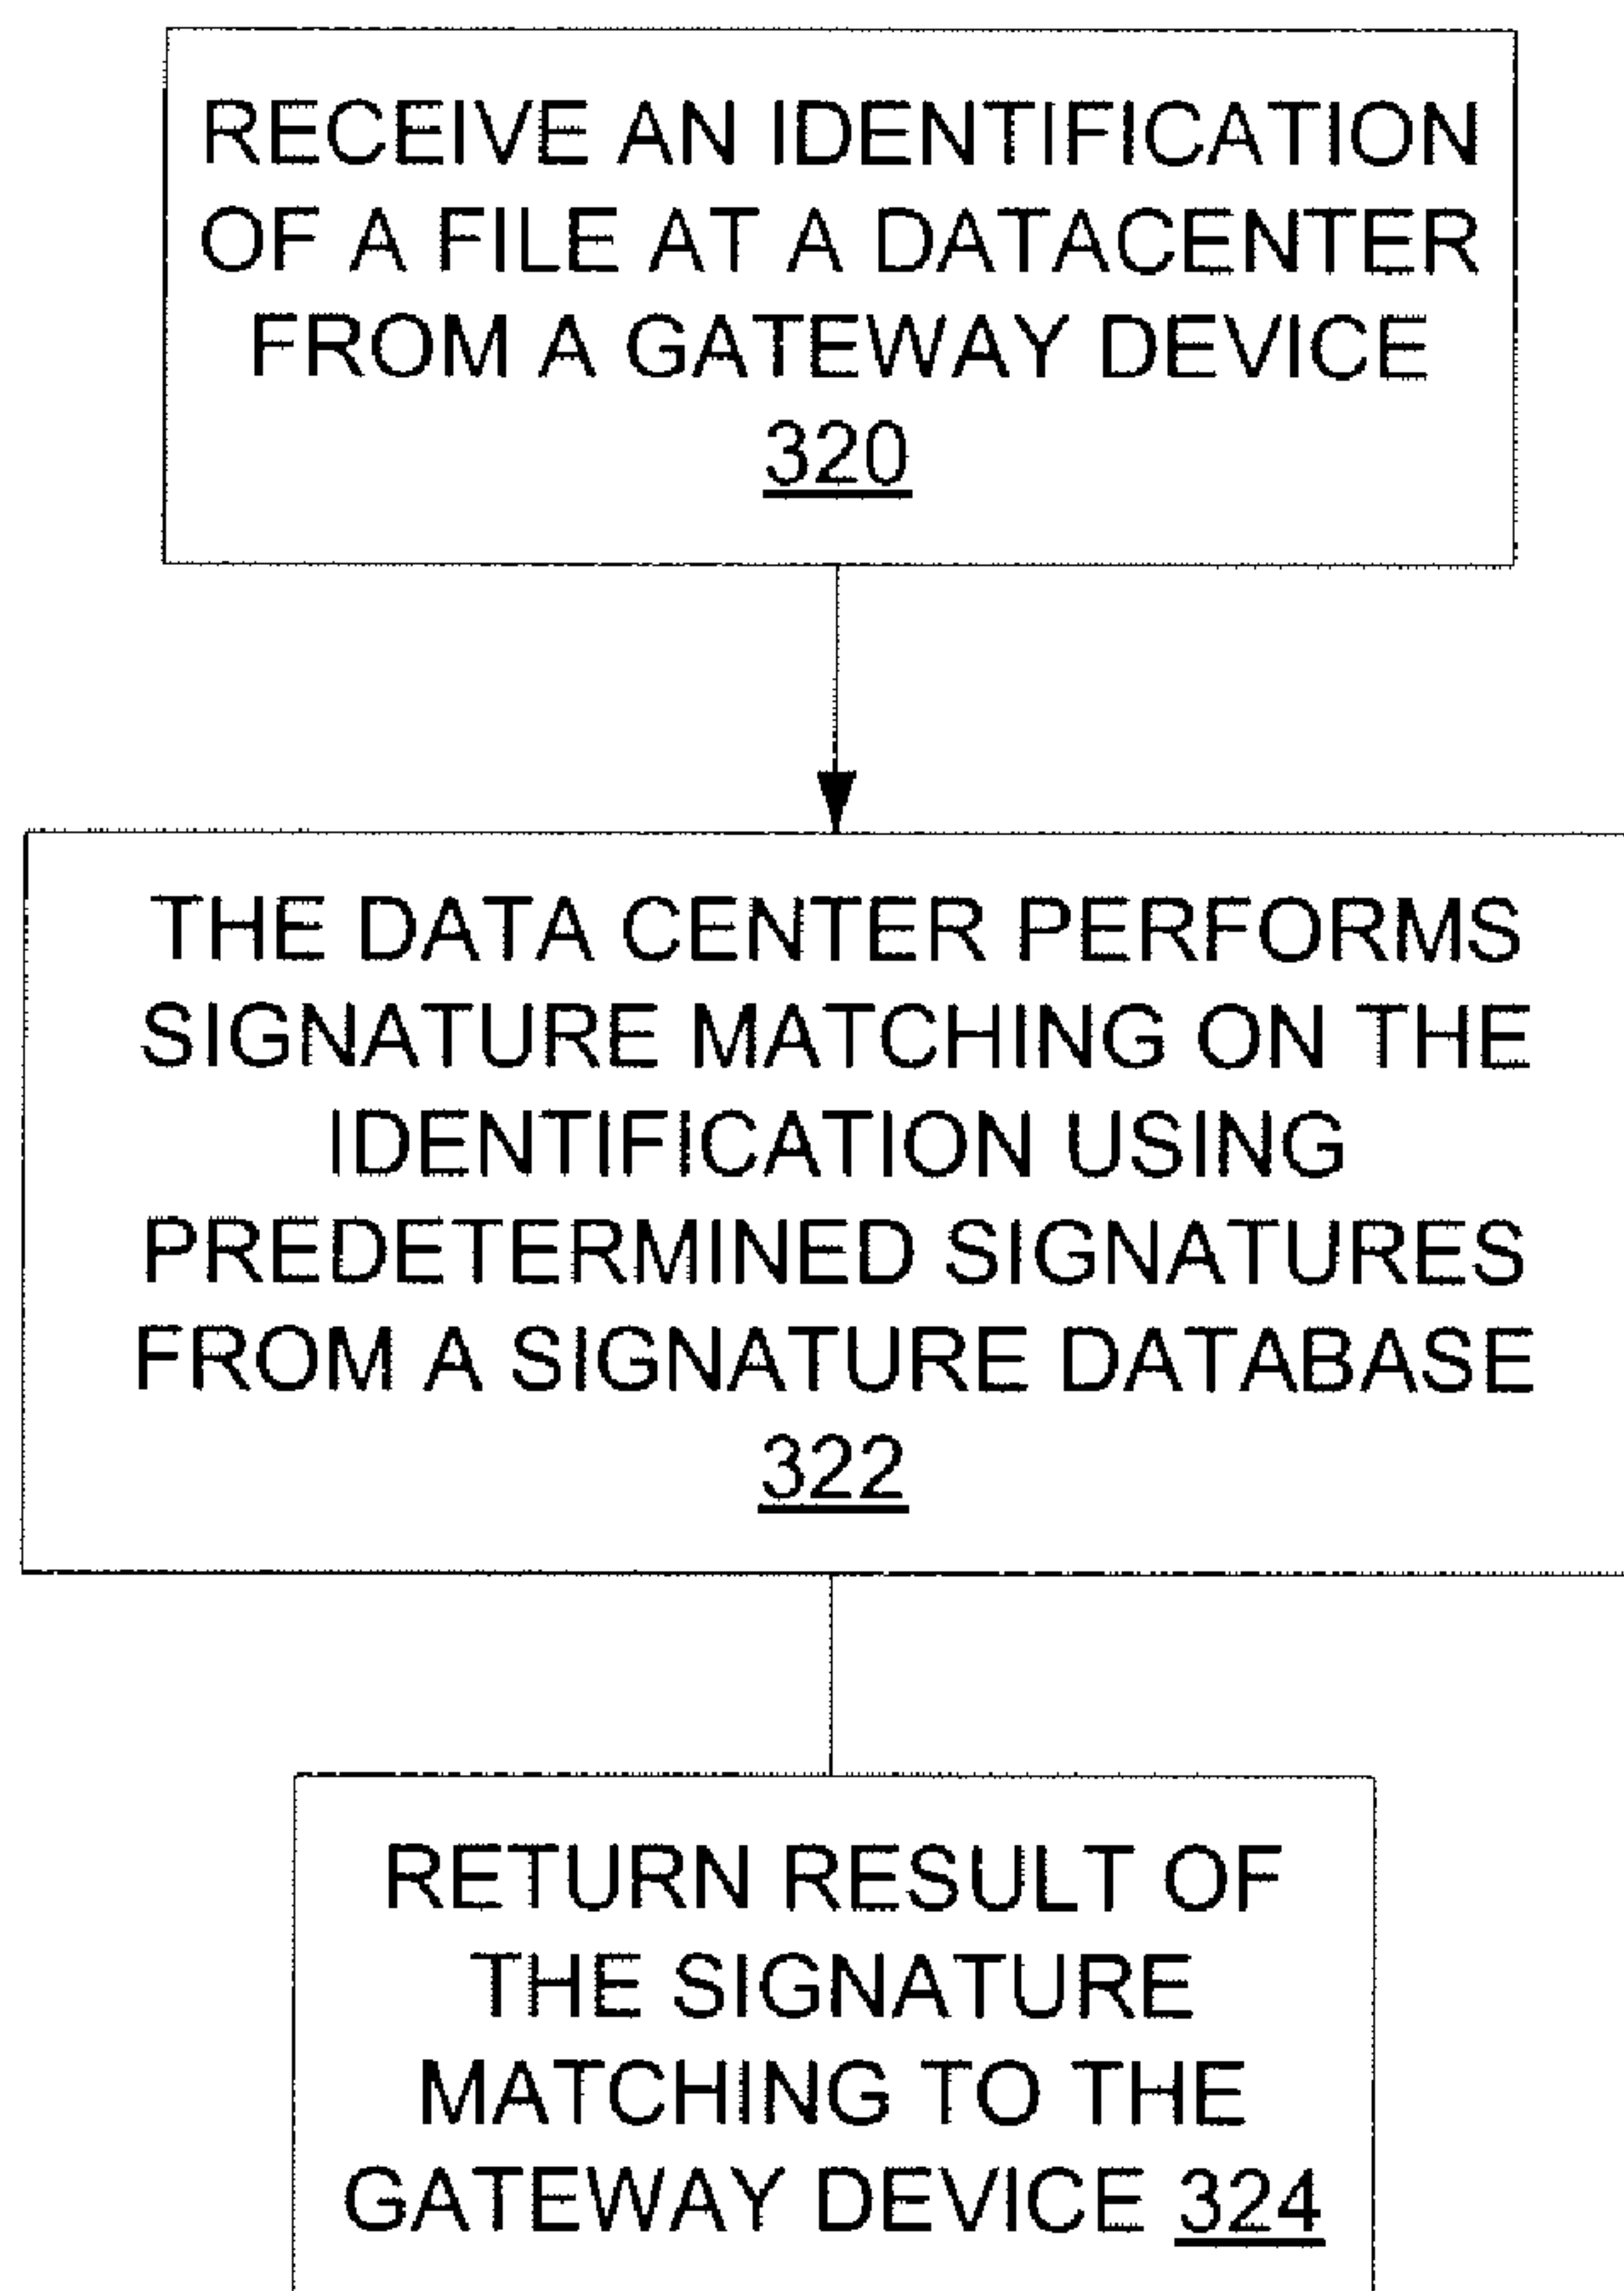 RECEIVE AN IDENTIFICATION
OF A FILE AT A DATACENTER
FROM A GATEWAY DEVICE
320
THE DATA CENTER PERFORMS
SIGNATURE MATCHING ON THE
IDENTIFICATION USING
PREDETERMINED SIGNATURES
FROM A SIGNATURE DATABASE
322
RETURN RESULT OF
THE SIGNATURE
MATCHING TO THE
GATEWAY DEVICE 324